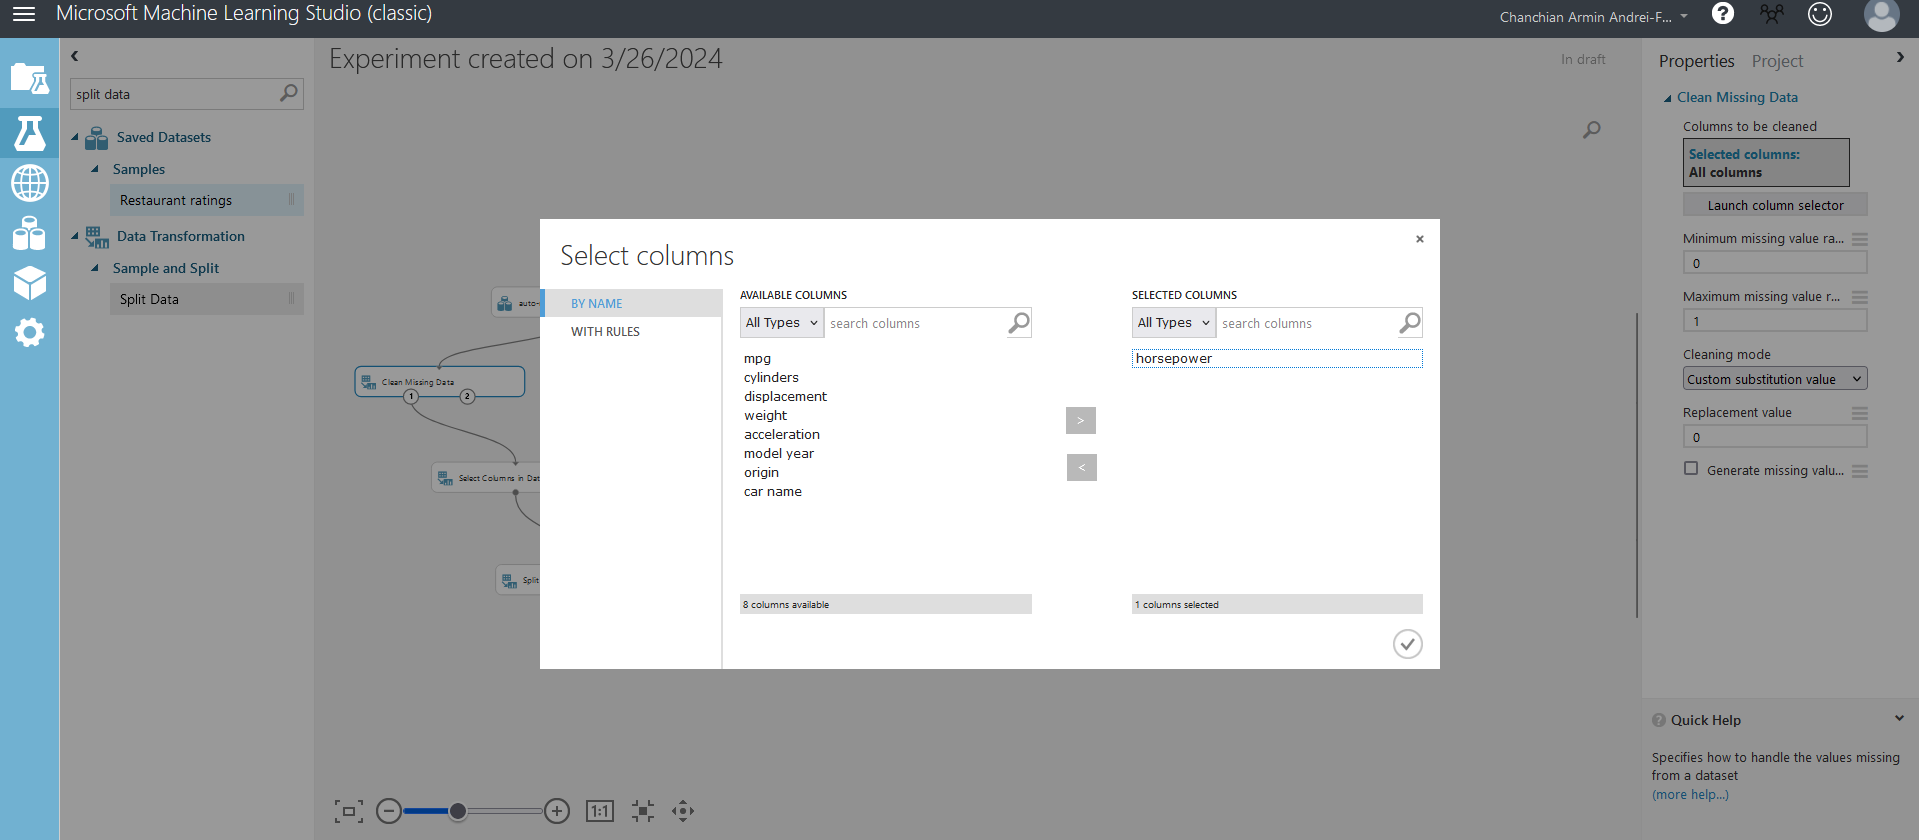 Microsoft Machine Learning Studio (classic)
Chanchian Armin Andrei-F...
?
split data
Saved Datasets
Samples
Restaurant ratings
Data Transformation
Sample and Split
Split Data
Experiment created on 3/26/2024
In draft
auto-
Clean Missing Data
1
2
Select Columns in Dat
Split
1:1
Select columns
×
BY NAME
WITH RULES
AVAILABLE COLUMNS
All Types
search columns
mpg
cylinders
displacement
weight
acceleration
model year
origin
car name
8 columns available
>
<
SELECTED COLUMNS
All Types
search columns
horsepower
1 columns selected
Properties
Project
Clean Missing Data
Columns to be cleaned
Selected columns:
All columns
Launch column selector
Minimum missing value ra...
0
Maximum missing value r...
1
Cleaning mode
Custom substitution value
Replacement value
0
Generate missing valu...
? Quick Help
Specifies how to handle the values missing
from a dataset
(more help...)